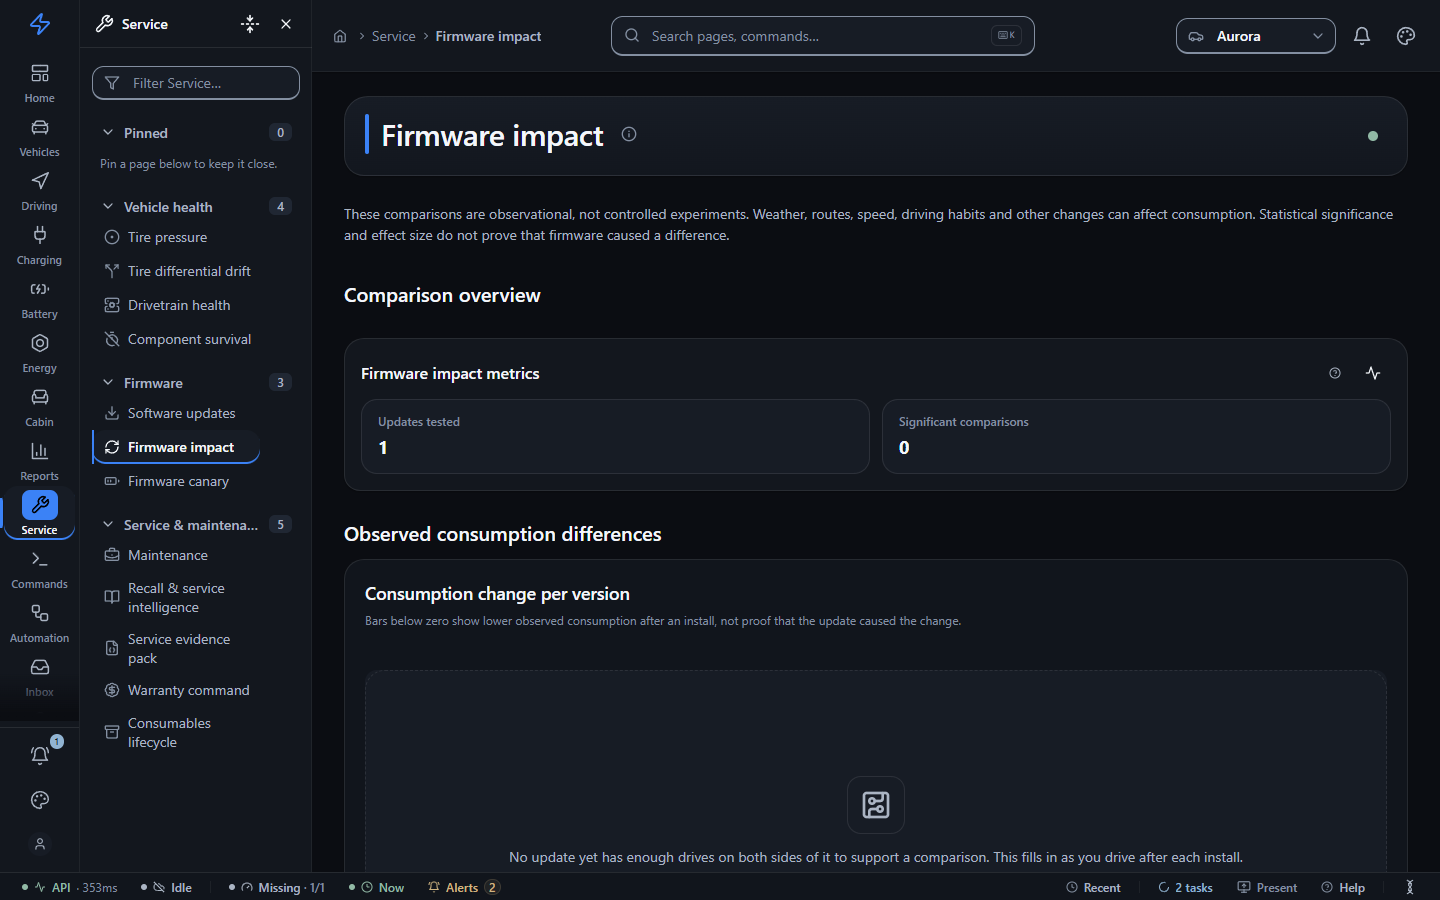 Service
Service
Firmware impact
Search pages, commands...
K
Aurora
Home
Vehicles
Driving
Charging
Battery
Energy
Cabin
Reports
Service
Commands
Automation
Inbox
1
Filter Service...
Pinned
0
Pin a page below to keep it close.
Vehicle health
4
Tire pressure
Tire differential drift
Drivetrain health
Component survival
Firmware
3
Software updates
Firmware impact
Firmware canary
Service & maintena...
5
Maintenance
Recall & service
intelligence
Service evidence
pack
Warranty command
Consumables
lifecycle
Firmware impact
These comparisons are observational, not controlled experiments. Weather, routes, speed, driving habits and other changes can affect consumption. Statistical significance
and effect size do not prove that firmware caused a difference.
Comparison overview
Firmware impact metrics
Updates tested
1
Significant comparisons
0
Observed consumption differences
Consumption change per version
Bars below zero show lower observed consumption after an install, not proof that the update caused the change.
No update yet has enough drives on both sides of it to support a comparison. This fills in as you drive after each install.
API · 353ms
Idle
Missing · 1/1
Now
Alerts 2
Recent
2 tasks
Present
Help